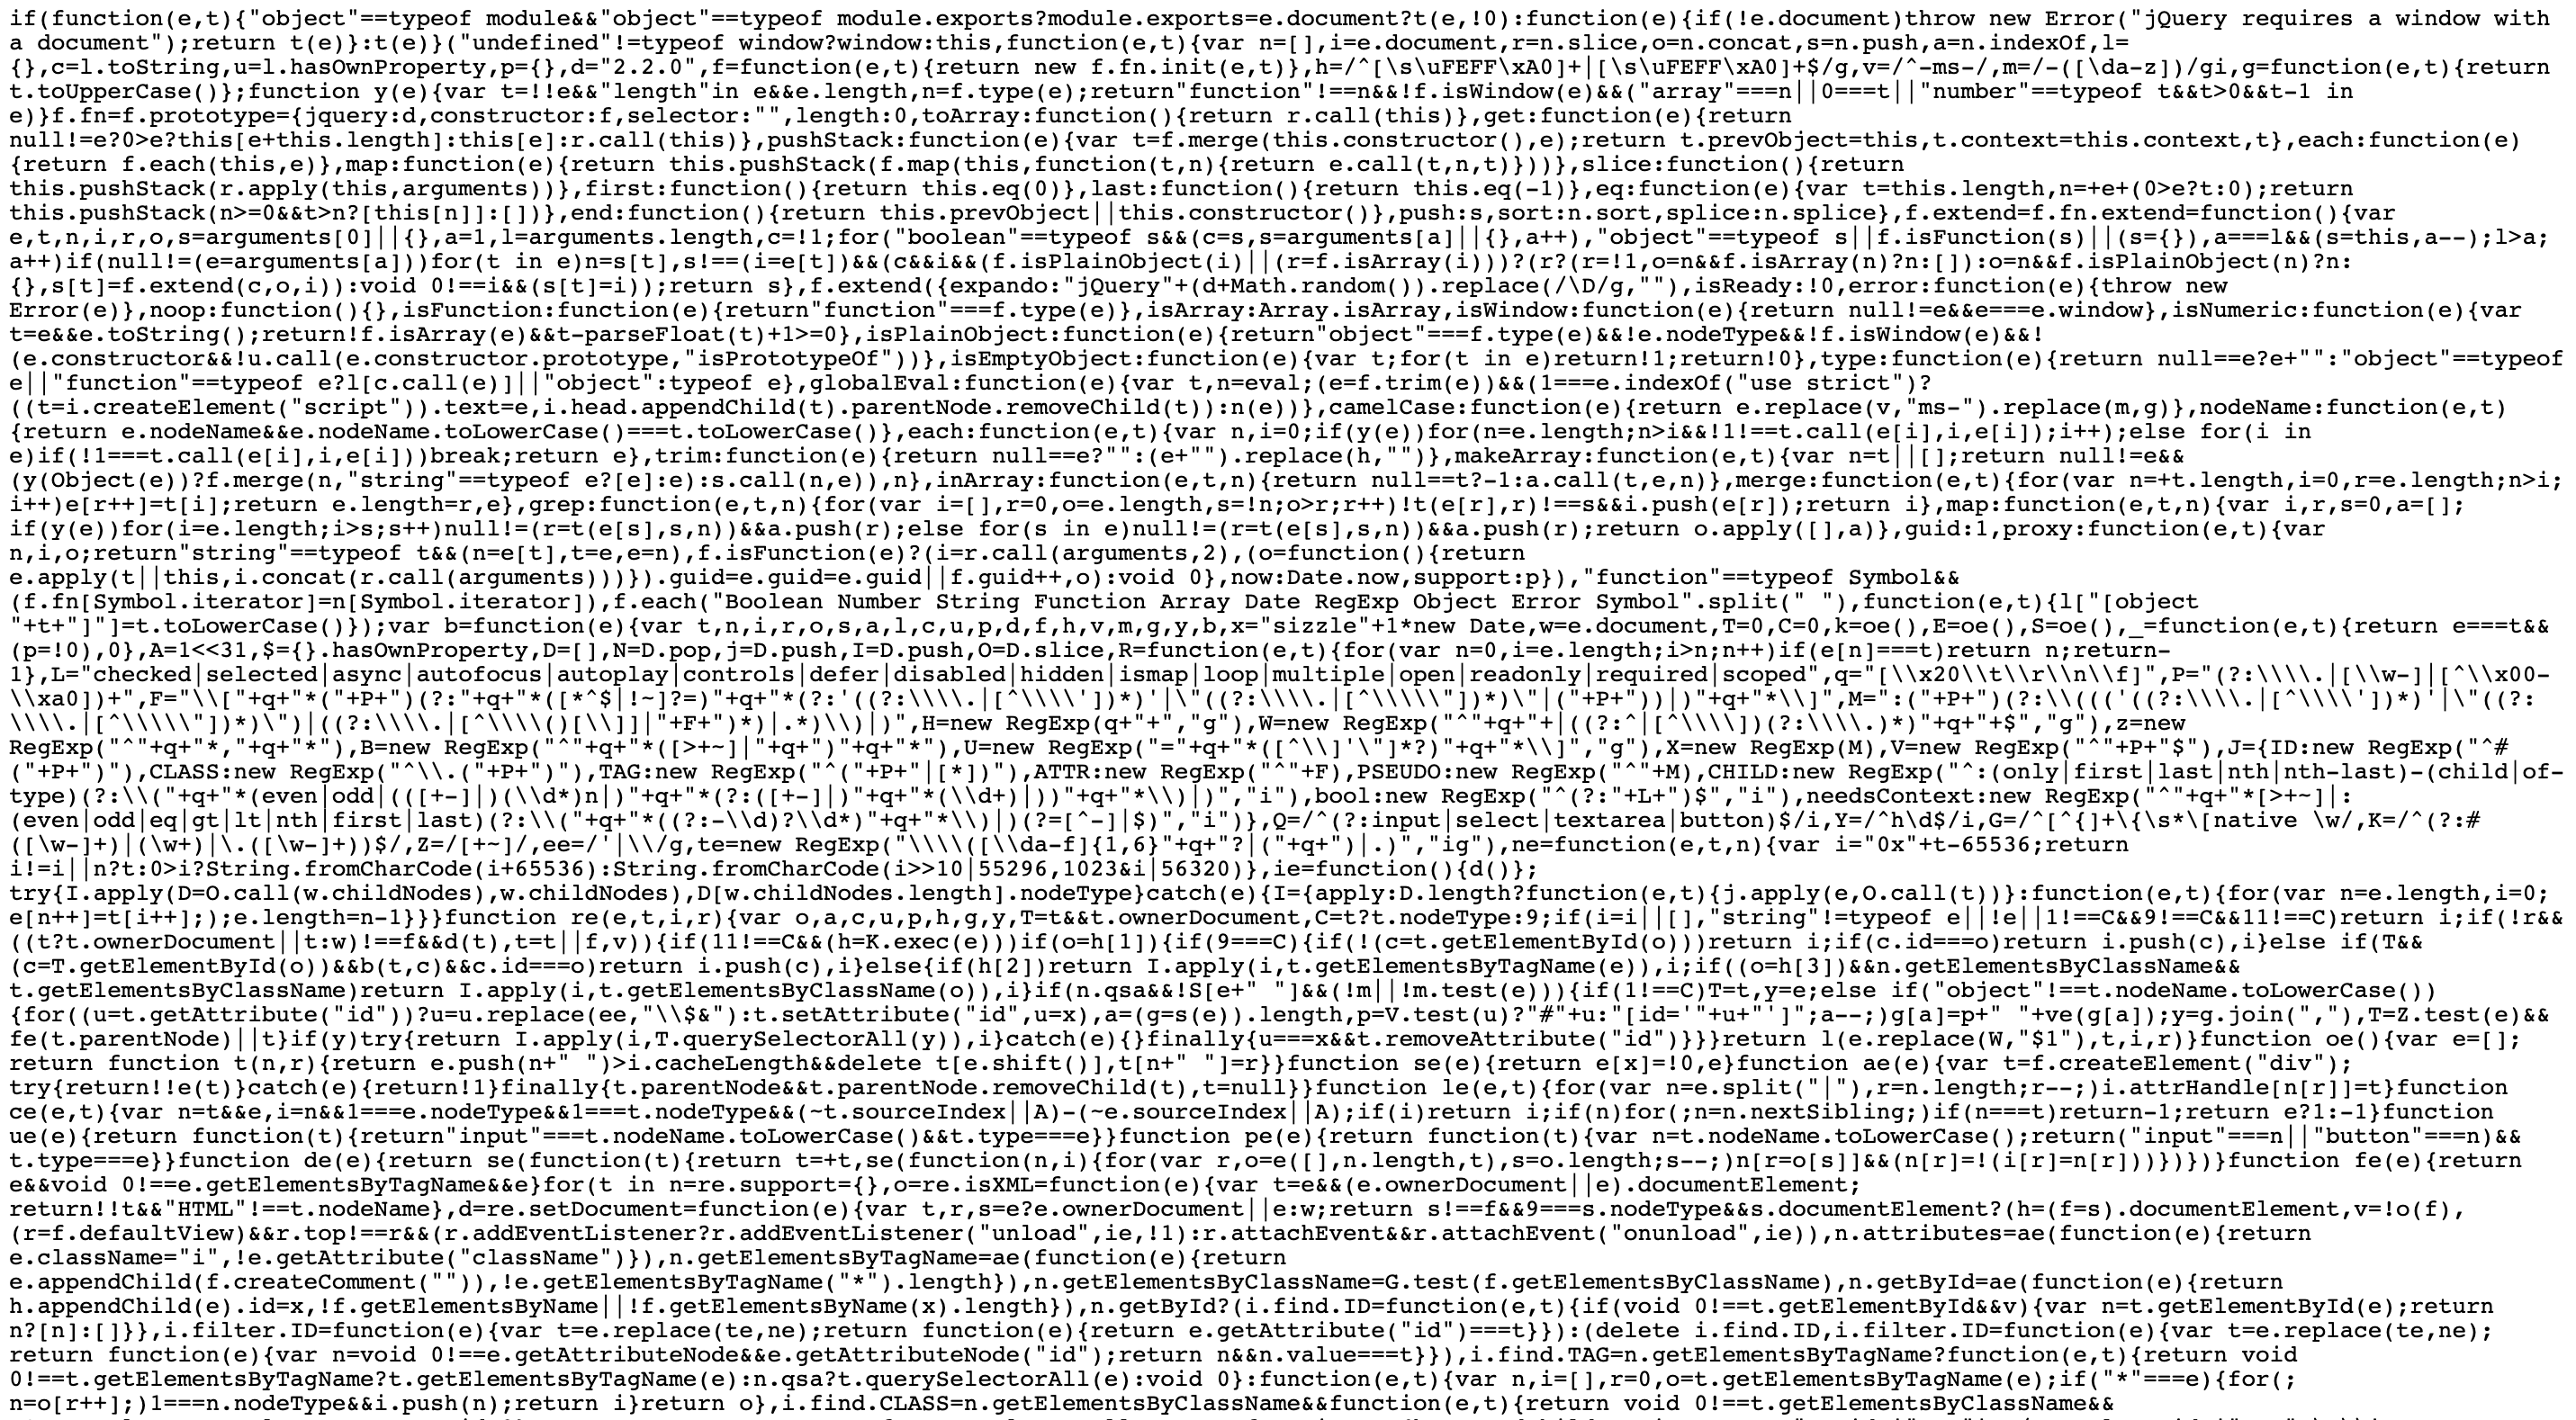 if(function(e,t){"object"==typeof module&&"object"==typeof module.exports?module.exports=e.document?t(e,!0):function(e){if(!e.document)throw new Error("jQuery requires a window with
a document");return t(e)}:t(e)}("undefined"!=typeof window?window:this,function(e,t){var n=[],i=e.document,r=n.slice,o=n.concat,s=n.push,a=n.indexOf,l=
{},c=l.toString,u=l.hasOwnProperty,p={},d="2.2.0",f=function(e,t){return new f.fn.init(e,t)},h=/^[\s\uFEFF\xA0]+|[\s\uFEFF\xA0]+$/g,v=/^-ms-/,m=/-([\da-z])/gi,g=function(e,t){return
t.toUpperCase()};function y(e){var t=!!e&&"length"in e&&e.length,n=f.type(e);return"function"!==n&&!f.isWindow(e)&&("array"===n||0===t||"number"==typeof t&&t>0&&t-1 in
e)}f.fn=f.prototype={jquery:d,constructor:f,selector:"",length:0,toArray:function(){return r.call(this)},get:function(e){return
null!=e?0>e?this[e+this.length]:this[e]:r.call(this)},pushStack:function(e){var t=f.merge(this.constructor(),e);return t.prevObject=this,t.context=this.context,t},each:function(e)
{return f.each(this,e)},map:function(e){return this.pushStack(f.map(this,function(t,n){return e.call(t,n,t)}))},slice:function(){return
this.pushStack(r.apply(this,arguments))},first:function(){return this.eq(0)},last:function(){return this.eq(-1)},eq:function(e){var t=this.length,n=+e+(0>e?t:0);return
this.pushStack(n>=0&&t>n?[this[n]]:[])},end:function(){return this.prevObject||this.constructor()},push:s,sort:n.sort,splice:n.splice},f.extend=f.fn.extend=function(){var
e,t,n,i,r,o,s=arguments[0]||{},a=1,l=arguments.length,c=!1;for("boolean"==typeof s&&(c=s,s=arguments[a]||{},a++),"object"==typeof s||f.isFunction(s)||(s={}),a===l&&(s=this,a--);l>a;
a++)if(null!=(e=arguments[a]))for(t in e)n=s[t],s!==(i=e[t])&&(c&&i&&(f.isPlainObject(i)||(r=f.isArray(i)))?(r?(r=!1,o=n&&f.isArray(n)?n:[]):o=n&&f.isPlainObject(n)?n:
{},s[t]=f.extend(c,o,i)):void 0!==i&&(s[t]=i));return s},f.extend({expando:"jQuery"+(d+Math.random()).replace(/\D/g,""),isReady:!0,error:function(e){throw new
Error(e)},noop:function(){},isFunction:function(e){return"function"===f.type(e)},isArray:Array.isArray,isWindow:function(e){return null!=e&&e===e.window},isNumeric:function(e){var
t=e&&e.toString();return!f.isArray(e)&&t-parseFloat(t)+1>=0},isPlainObject:function(e){return"object"===f.type(e)&&!e.nodeType&&!f.isWindow(e)&&!
(e.constructor&&!u.call(e.constructor.prototype,"isPrototypeOf"))},isEmptyObject:function(e){var t;for(t in e)return!1;return!0},type:function(e){return null==e?e+"":"object"==typeof
e||"function"==typeof e?l[c.call(e)]||"object":typeof e},globalEval:function(e){var t,n=eval;(e=f.trim(e))&&(1===e.indexOf("use strict")?
((t=i.createElement("script")).text=e,i.head.appendChild(t).parentNode.removeChild(t)):n(e))},camelCase:function(e){return e.replace(v,"ms-").replace(m,g)},nodeName:function(e,t)
{return e.nodeName&&e.nodeName.toLowerCase()===t.toLowerCase()},each:function(e,t){var n,i=0;if(y(e))for(n=e.length;n>i&&!1!==t.call(e[i],i,e[i]);i++);else for(i in
e)if(!1===t.call(e[i],i,e[i]))break;return e},trim:function(e){return null==e?"":(e+"").replace(h,"")},makeArray:function(e,t){var n=t||[];return null!=e&&
(y(Object(e))?f.merge(n,"string"==typeof e?[e]:e):s.call(n,e)),n},inArray:function(e,t,n){return null==t?-1:a.call(t,e,n)},merge:function(e,t){for(var n=+t.length,i=0,r=e.length;n>i;
i++)e[r++]=t[i];return e.length=r,e},grep:function(e,t,n){for(var i=[],r=0,o=e.length,s=!n;o>r;r++)!t(e[r],r)!==s&&i.push(e[r]);return i},map:function(e,t,n){var i,r,s=0,a=[];
if(y(e))for(i=e.length;i>s;s++)null!=(r=t(e[s],s,n))&&a.push(r);else for(s in e)null!=(r=t(e[s],s,n))&&a.push(r);return o.apply([],a)},guid:1,proxy:function(e,t){var
n,i,o;return"string"==typeof t&&(n=e[t],t=e,e=n),f.isFunction(e)?(i=r.call(arguments,2),(o=function(){return
e.apply(t||this,i.concat(r.call(arguments)))}).guid=e.guid=e.guid||f.guid++,o):void 0},now:Date.now,support:p}),"function"==typeof Symbol&&
(f.fn[Symbol.iterator]=n[Symbol.iterator]),f.each("Boolean Number String Function Array Date RegExp Object Error Symbol".split(" "),function(e,t){l["[object
"+t+"]"]=t.toLowerCase()});var b=function(e){var t,n,i,r,o,s,a,l,c,u,p,d,f,h,v,m,g,y,b,x="sizzle"+1*new Date,w=e.document,T=0,C=0,k=oe(),E=oe(),S=oe(),_=function(e,t){return e===t&&
(p=!0),0},A=1<<31,$={}.hasOwnProperty,D=[],N=D.pop,j=D.push,I=D.push,O=D.slice,R=function(e,t){for(var n=0,i=e.length;i>n;n++)if(e[n]===t)return n;return-
1},L="checked|selected|async|autofocus|autoplay|controls|defer|disabled|hidden|ismap|loop|multiple|open|readonly|required|scoped",q="[\\x20\\t\\r\\n\\f]",P="(?:\\\\.|[\\w-]|[^\\x00-
\\xa0])+",F="\\["+q+"*("+P+")(?:"+q+"*([*^$|!~]?=)"+q+"*(?:'((?:\\\\.|[^\\\\'])*)'|\"((?:\\\\.|[^\\\\\"])*)\"|("+P+"))|)"+q+"*\\]",M=":("+P+")(?:\\((('((?:\\\\.|[^\\\\'])*)'|\"((?:
\\\\.|[^\\\\\"])*)\")|((?:\\\\.|[^\\\\()[\\]]|"+F+")*)|.*)\\)|)",H=new RegExp(q+"+","g"),W=new RegExp("^"+q+"+|((?:^|[^\\\\])(?:\\\\.)*)"+q+"+$","g"),z=new
RegExp("^"+q+"*,"+q+"*"),B=new RegExp("^"+q+"*([>+~]|"+q+")"+q+"*"),U=new RegExp("="+q+"*([^\\]'\"]*?)"+q+"*\\]","g"),X=new RegExp(M),V=new RegExp("^"+P+"$"),J={ID:new RegExp("^#
("+P+")"),CLASS:new RegExp("^\\.("+P+")"),TAG:new RegExp("^("+P+"|[*])"),ATTR:new RegExp("^"+F),PSEUDO:new RegExp("^"+M),CHILD:new RegExp("^:(only|first|last|nth|nth-last)-(child|of-
type)(?:\\("+q+"*(even|odd|(([+-]|)(\\d*)n|)"+q+"*(?:([+-]|)"+q+"*(\\d+)|))"+q+"*\\)|)","i"),bool:new RegExp("^(?:"+L+")$","i"),needsContext:new RegExp("^"+q+"*[>+~]|:
(even|odd|eq|gt|lt|nth|first|last)(?:\\("+q+"*((?:-\\d)?\\d*)"+q+"*\\)|)(?=[^-]|$)","i")},Q=/^(?:input|select|textarea|button)$/i,Y=/^h\d$/i,G=/^[^{]+\{\s*\[native \w/,K=/^(?:#
([\w-]+)|(\w+)|\.([\w-]+))$/,Z=/[+~]/,ee=/'|\\/g,te=new RegExp("\\\\([\\da-f]{1,6}"+q+"?|("+q+")|.)","ig"),ne=function(e,t,n){var i="0x"+t-65536;return
i!=i||n?t:0>i?String.fromCharCode(i+65536):String.fromCharCode(i>>10|55296,1023&i|56320)},ie=function(){d()};
try{I.apply(D=O.call(w.childNodes),w.childNodes),D[w.childNodes.length].nodeType}catch(e){I={apply:D.length?function(e,t){j.apply(e,O.call(t))}:function(e,t){for(var n=e.length,i=0;
e[n++]=t[i++];);e.length=n-1}}}function re(e,t,i,r){var o,a,c,u,p,h,g,y,T=t&&t.ownerDocument,C=t?t.nodeType:9;if(i=i||[],"string"!=typeof e||!e||1!==C&&9!==C&&11!==C)return i;if(!r&&
((t?t.ownerDocument||t:w)!==f&&d(t),t=t||f,v)){if(11!==C&&(h=K.exec(e)))if(o=h[1]){if(9===C){if(!(c=t.getElementById(o)))return i;if(c.id===o)return i.push(c),i}else if(T&&
(c=T.getElementById(o))&&b(t,c)&&c.id===o)return i.push(c),i}else{if(h[2])return I.apply(i,t.getElementsByTagName(e)),i;if((o=h[3])&&n.getElementsByClassName&&
t.getElementsByClassName)return I.apply(i,t.getElementsByClassName(o)),i}if(n.qsa&&!S[e+" "]&&(!m||!m.test(e))){if(1!==C)T=t,y=e;else if("object"!==t.nodeName.toLowerCase())
{for((u=t.getAttribute("id"))?u=u.replace(ee,"\\$&"):t.setAttribute("id",u=x),a=(g=s(e)).length,p=V.test(u)?"#"+u:"[id='"+u+"']";a--;)g[a]=p+" "+ve(g[a]);y=g.join(","),T=Z.test(e)&&
fe(t.parentNode)||t}if(y)try{return I.apply(i,T.querySelectorAll(y)),i}catch(e){}finally{u===x&&t.removeAttribute("id")}}}return l(e.replace(W,"$1"),t,i,r)}function oe(){var e=[];
return function t(n,r){return e.push(n+" ")>i.cacheLength&&delete t[e.shift()],t[n+" "]=r}}function se(e){return e[x]=!0,e}function ae(e){var t=f.createElement("div");
try{return!!e(t)}catch(e){return!1}finally{t.parentNode&&t.parentNode.removeChild(t),t=null}}function le(e,t){for(var n=e.split("|"),r=n.length;r--;)i.attrHandle[n[r]]=t}function
ce(e,t){var n=t&&e,i=n&&1===e.nodeType&&1===t.nodeType&&(~t.sourceIndex||A)-(~e.sourceIndex||A);if(i)return i;if(n)for(;n=n.nextSibling;)if(n===t)return-1;return e?1:-1}function
ue(e){return function(t){return"input"===t.nodeName.toLowerCase()&&t.type===e}}function pe(e){return function(t){var n=t.nodeName.toLowerCase();return("input"===n||"button"===n)&&
t.type===e}}function de(e){return se(function(t){return t=+t,se(function(n,i){for(var r,o=e([],n.length,t),s=o.length;s--;)n[r=o[s]]&&(n[r]=!(i[r]=n[r]))})})}function fe(e){return
e&&void 0!==e.getElementsByTagName&&e}for(t in n=re.support={},o=re.isXML=function(e){var t=e&&(e.ownerDocument||e).documentElement;
return!!t&&"HTML"!==t.nodeName},d=re.setDocument=function(e){var t,r,s=e?e.ownerDocument||e:w;return s!==f&&9===s.nodeType&&s.documentElement?(h=(f=s).documentElement,v=!o(f),
(r=f.defaultView)&&r.top!==r&&(r.addEventListener?r.addEventListener("unload",ie,!1):r.attachEvent&&r.attachEvent("onunload",ie)),n.attributes=ae(function(e){return
e.className="i",!e.getAttribute("className")}),n.getElementsByTagName=ae(function(e){return
e.appendChild(f.createComment("")),!e.getElementsByTagName("*").length}),n.getElementsByClassName=G.test(f.getElementsByClassName),n.getById=ae(function(e){return
h.appendChild(e).id=x,!f.getElementsByName||!f.getElementsByName(x).length}),n.getById?(i.find.ID=function(e,t){if(void 0!==t.getElementById&&v){var n=t.getElementById(e);return
n?[n]:[]}},i.filter.ID=function(e){var t=e.replace(te,ne);return function(e){return e.getAttribute("id")===t}}):(delete i.find.ID,i.filter.ID=function(e){var t=e.replace(te,ne);
return function(e){var n=void 0!==e.getAttributeNode&&e.getAttributeNode("id");return n&&n.value===t}}),i.find.TAG=n.getElementsByTagName?function(e,t){return void
0!==t.getElementsByTagName?t.getElementsByTagName(e):n.qsa?t.querySelectorAll(e):void 0}:function(e,t){var n,i=[],r=0,o=t.getElementsByTagName(e);if("*"===e){for(;
n=o[r++];)1===n.nodeType&&i.push(n);return i}return o},i.find.CLASS=n.getElementsByClassName&&function(e,t){return void 0!==t.getElementsByClassName&&